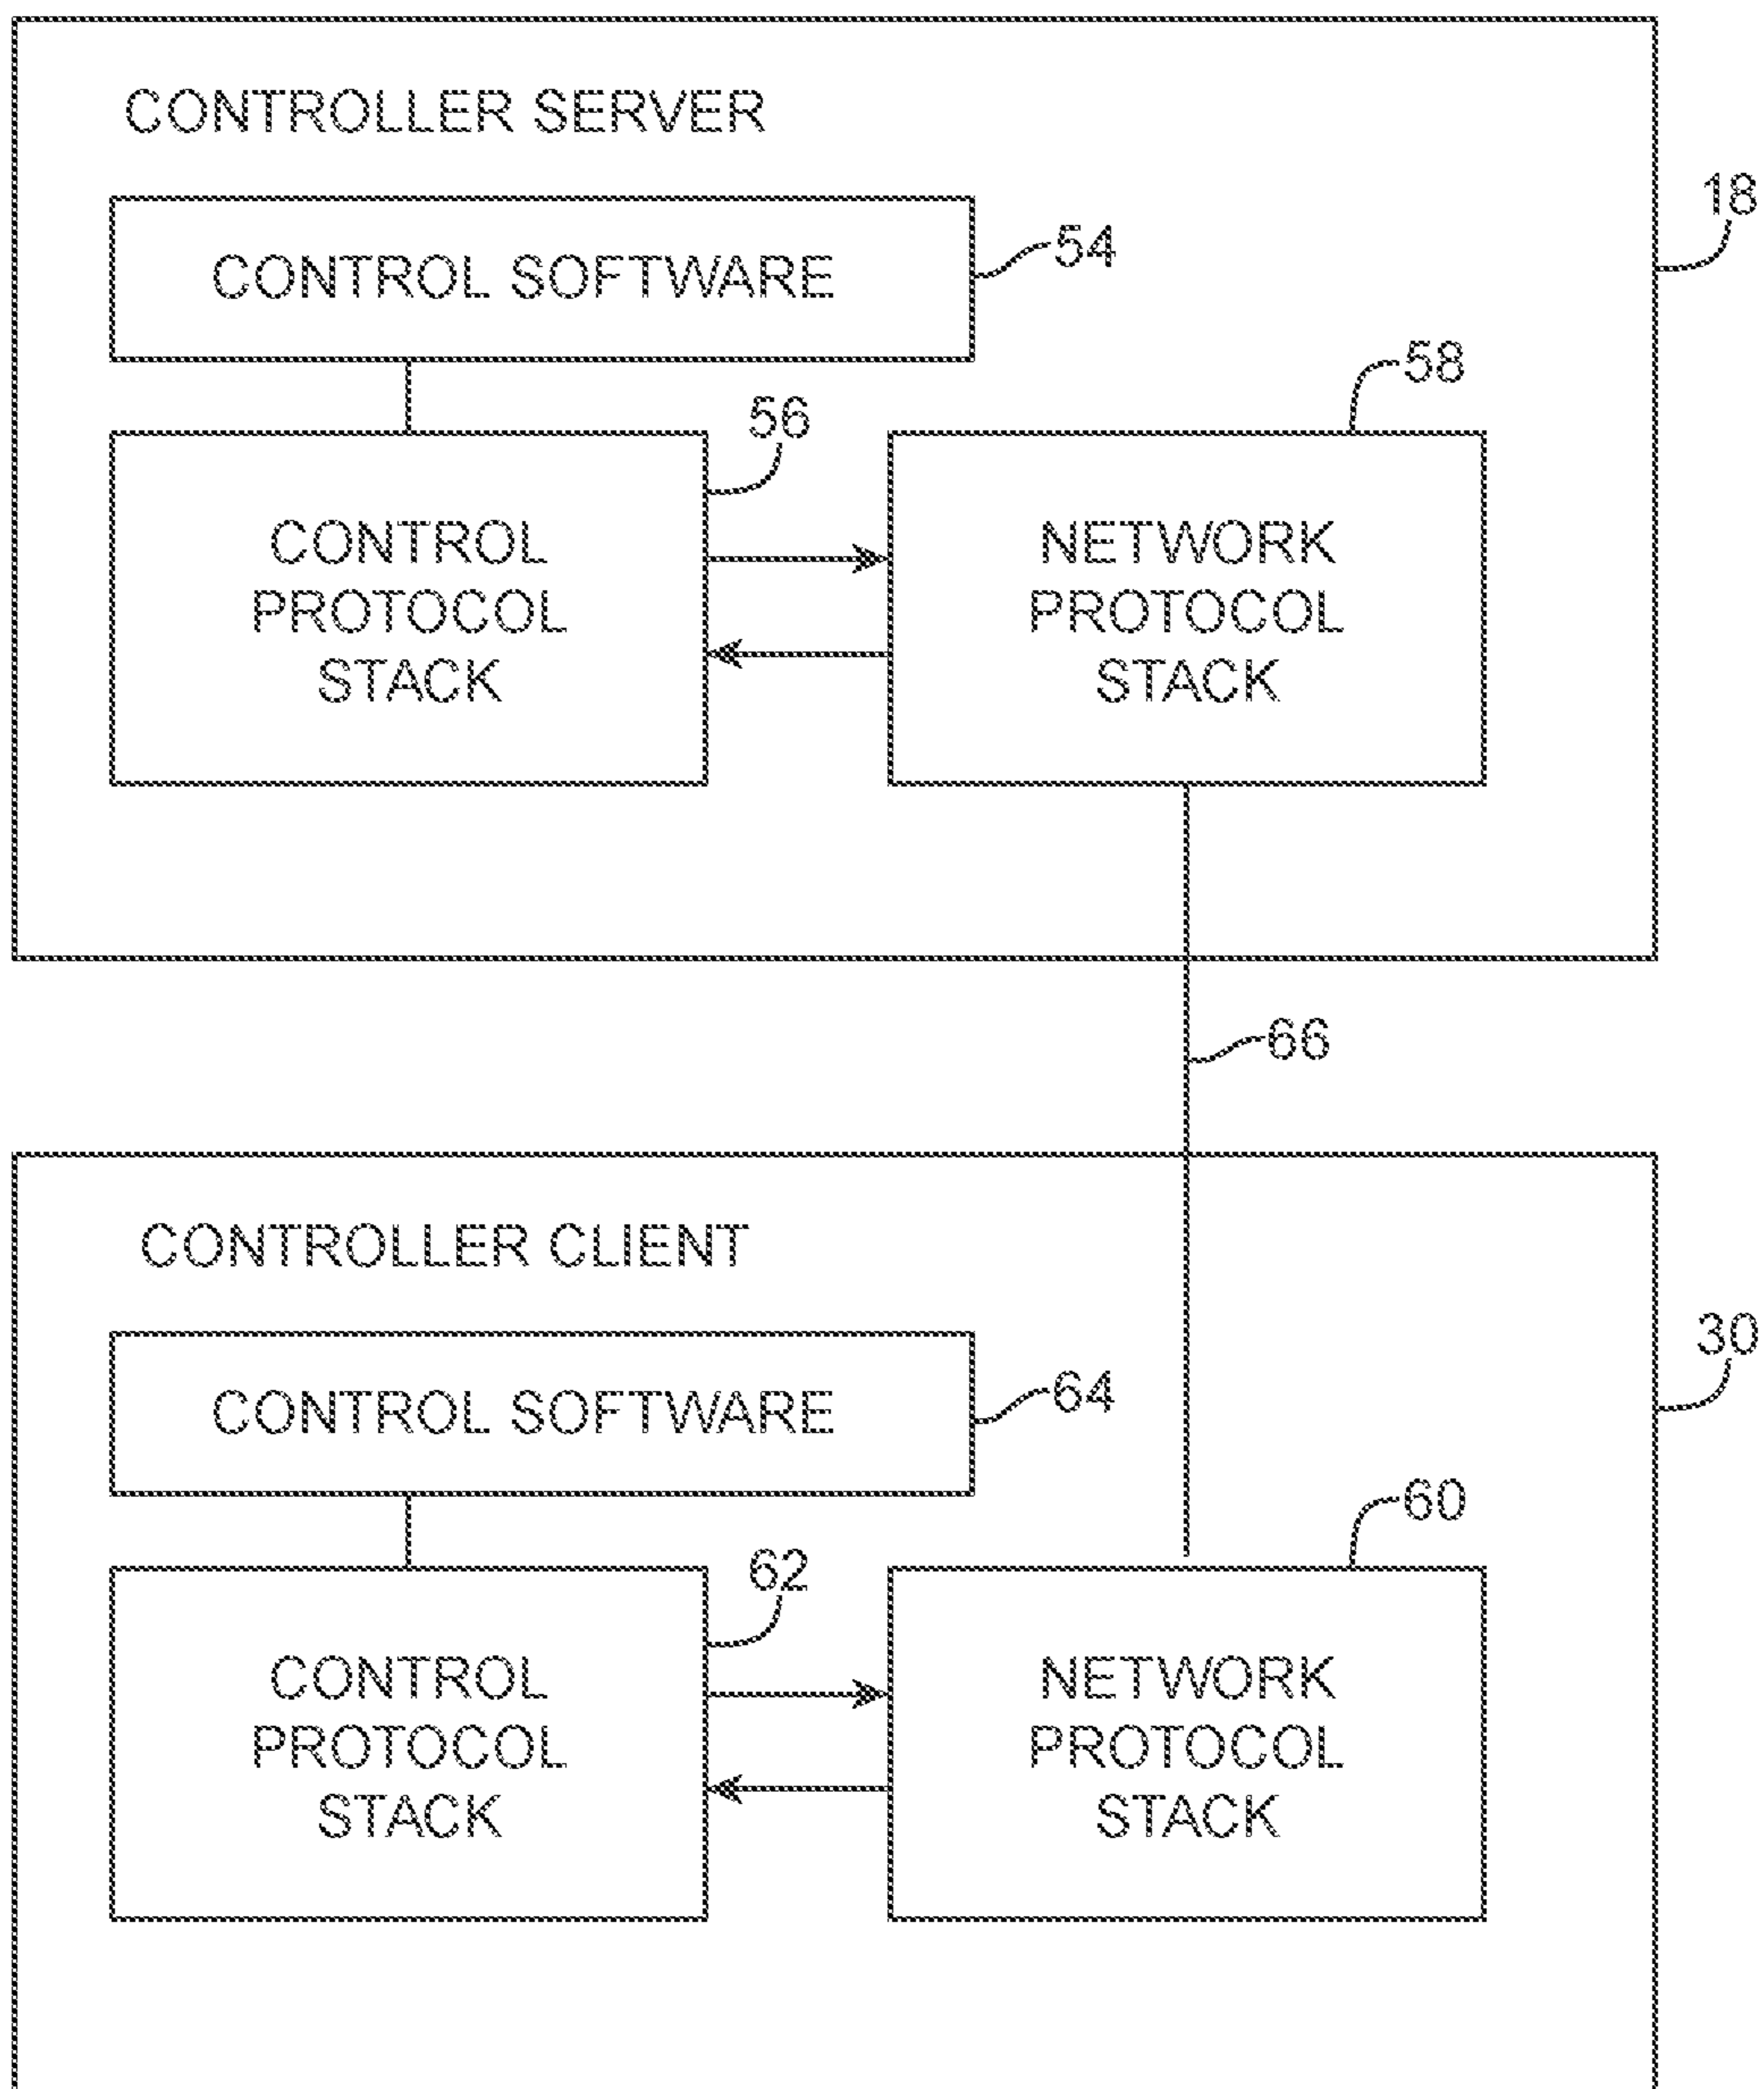 CONTROLLER SERVER
18
CONTROL SOFTWARE
54
58
56
CONTROL
PROTOCOL
STACK
NETWORK
PROTOCOL
STACK
66
CONTROLLER CLIENT
30
CONTROL SOFTWARE
64
60
62
CONTROL
PROTOCOL
STACK
NETWORK
PROTOCOL
STACK